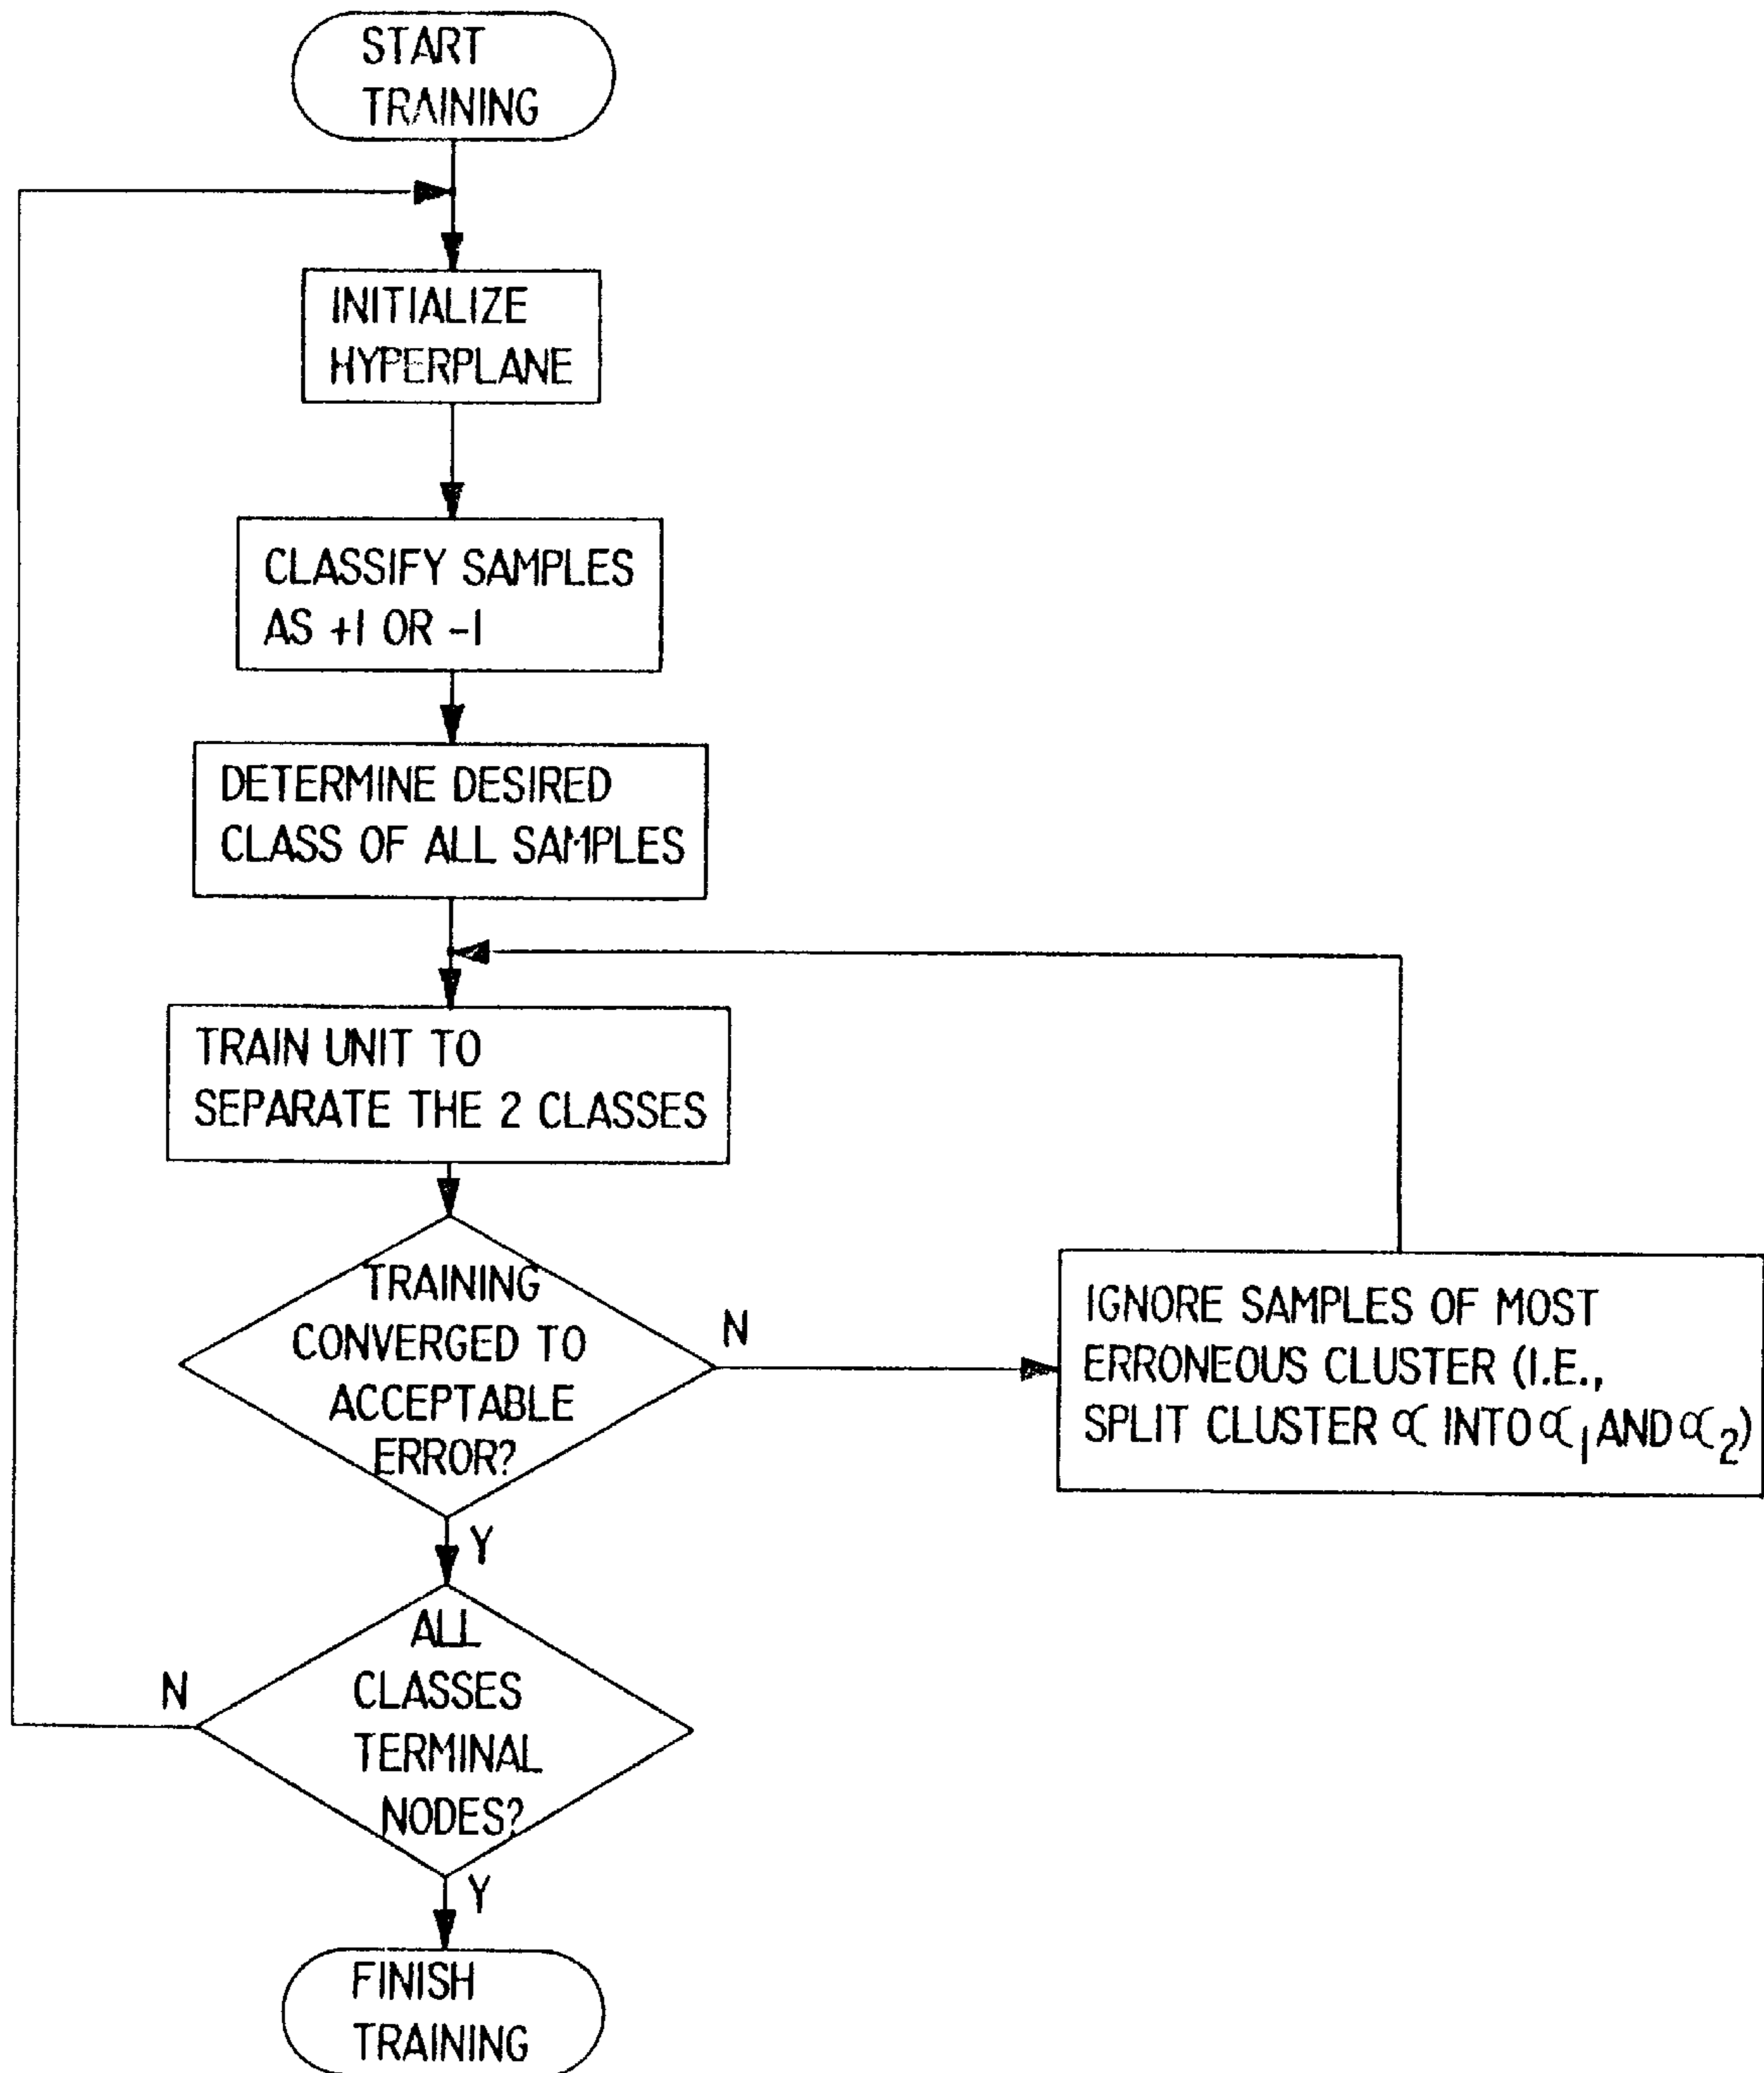 START
TRAINING
INITIALIZE
HYPERPLANE
CLASSIFY SAMPLES
AS +1 OR -1
DETERMINE DESIRED
CLASS OF ALL SAMPLES
TRAIN UNIT TO
SEPARATE THE 2 CLASSES
TRAINING
CONVERGED TO
ACCEPTABLE
ERROR?
N
IGNORE SAMPLES OF MOST
ERRONEOUS CLUSTER (I.E.,
SPLIT CLUSTER α INTO α₁ AND α₂)
Y
ALL
CLASSES
TERMINAL
NODES?
N
Y
FINISH
TRAINING